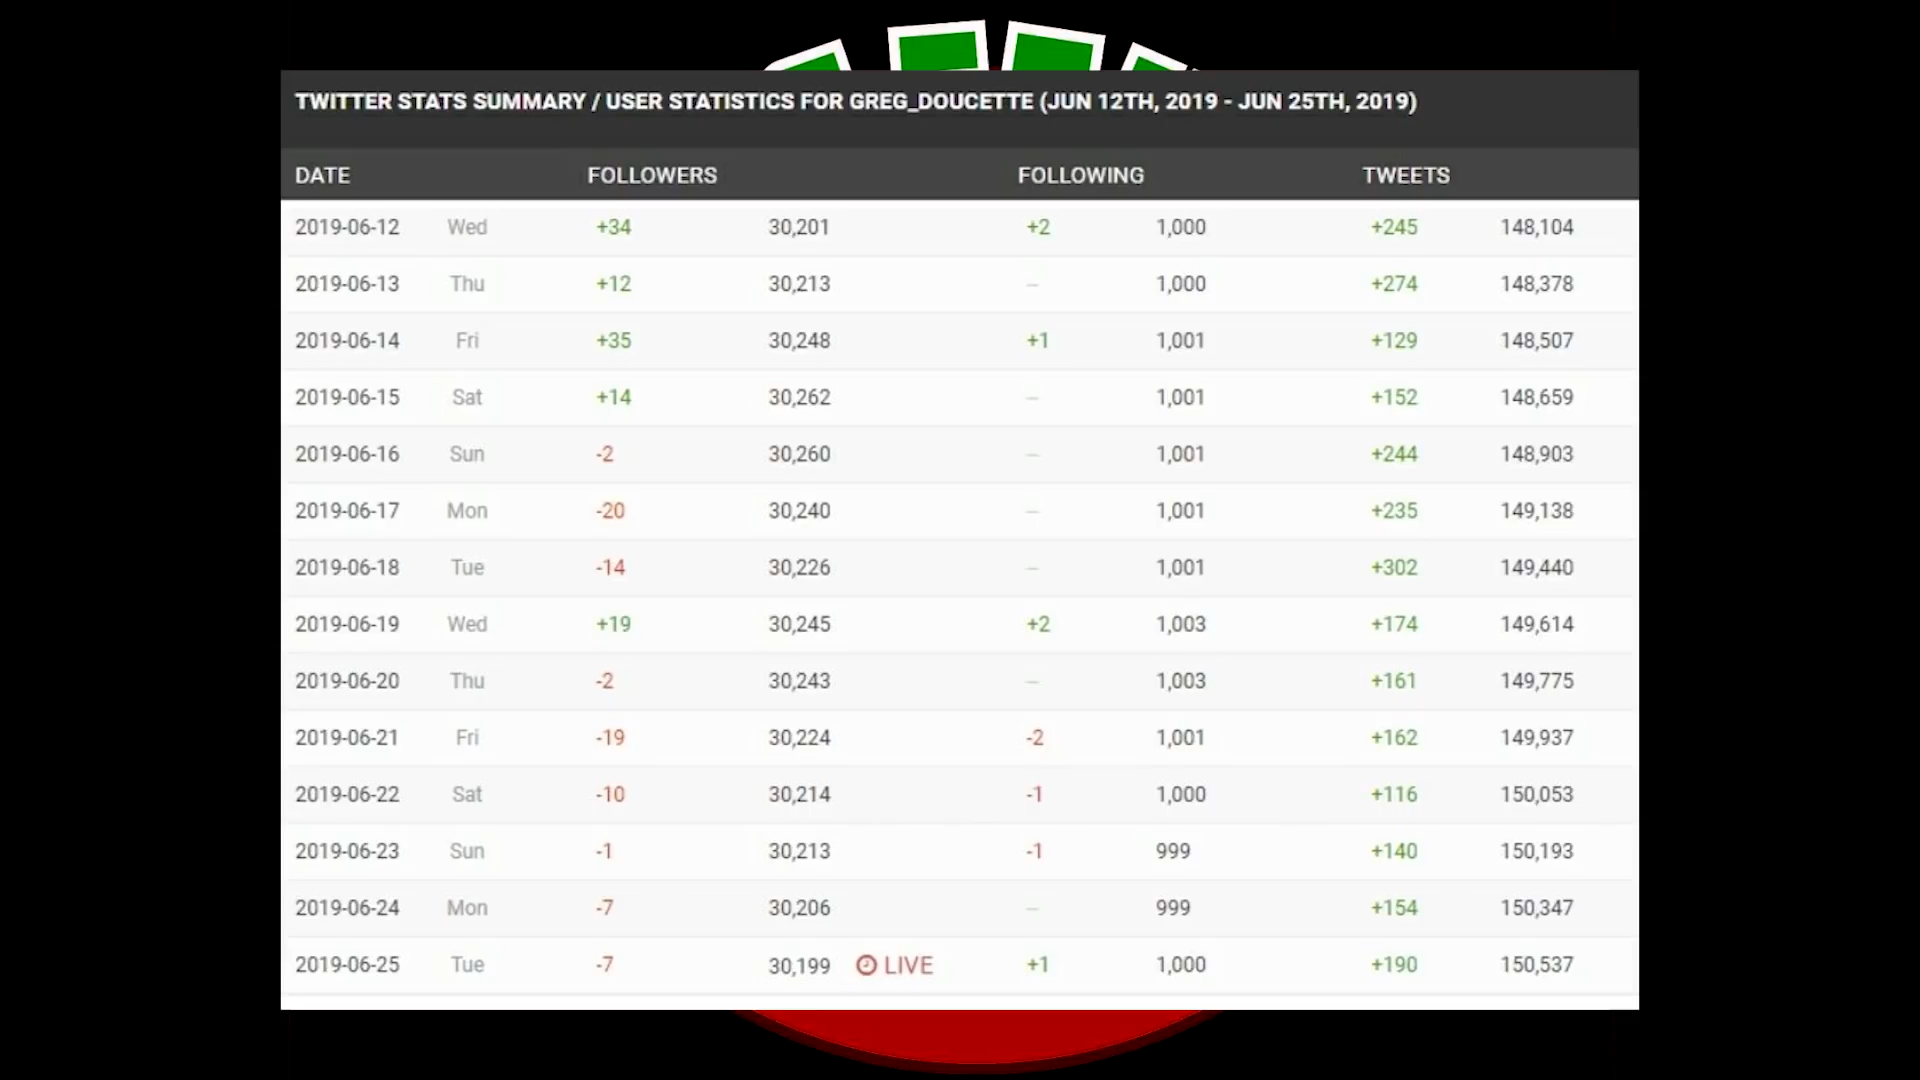 TWITTER STATS SUMMARY / USER STATISTICS FOR GREG_DOUCETTE (JUN 12TH, 2019 - JUN 25TH, 2019)
DATE FOLLOWERS FOLLOWING TWEETS
2019-06-12 Wed +34 30,201 +2 1,000 +245 148,104
2019-06-13 Thu +12 30,213 -- 1,000 +274 148,378
2019-06-14 Fri +35 30,248 +1 1,001 +129 148,507
2019-06-15 Sat +14 30,262 -- 1,001 +152 148,659
2019-06-16 Sun -2 30,260 -- 1,001 +244 148,903
2019-06-17 Mon -20 30,240 -- 1,001 +235 149,138
2019-06-18 Tue -14 30,226 -- 1,001 +302 149,440
2019-06-19 Wed +19 30,245 +2 1,003 +174 149,614
2019-06-20 Thu -2 30,243 -- 1,003 +161 149,775
2019-06-21 Fri -19 30,224 -2 1,001 +162 149,937
2019-06-22 Sat -10 30,214 -1 1,000 +116 150,053
2019-06-23 Sun -1 30,213 -1 999 +140 150,193
2019-06-24 Mon -7 30,206 -- 999 +154 150,347
2019-06-25 Tue -7 30,199 LIVE +1 1,000 +190 150,537